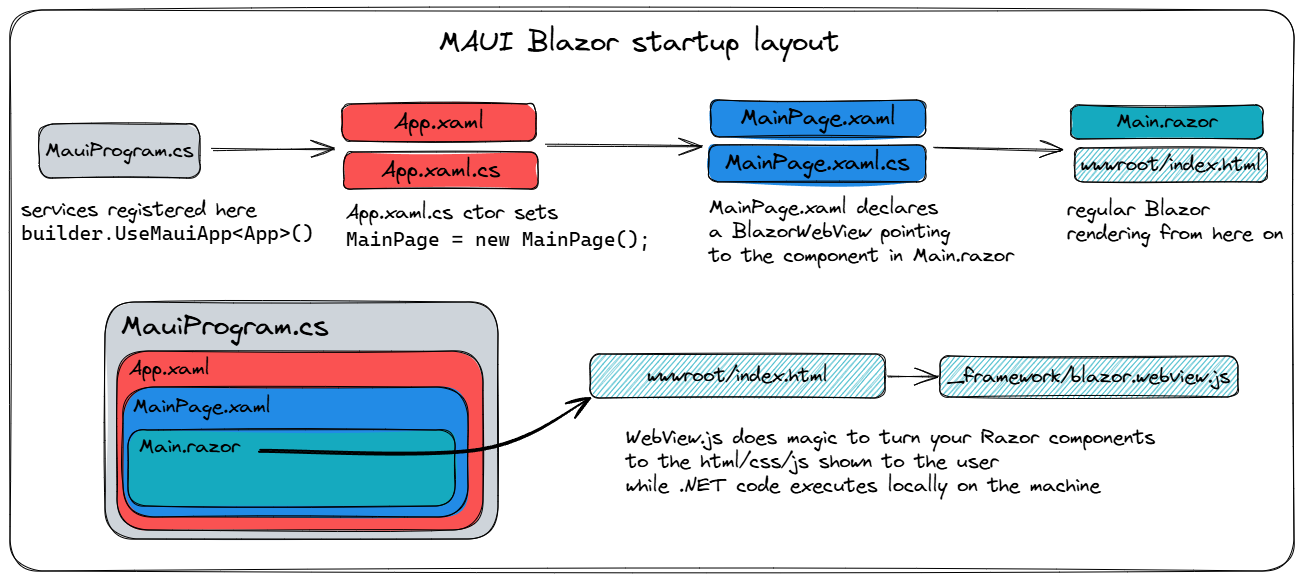 MAUI Blazor startup layout
MauiProgram.cs
services registered here
builder.UseMauiApp<App>()
App.xaml
App.xaml.cs
App.xaml.cs ctor sets
MainPage = new MainPage();
MainPage.xaml
MainPage.xaml.cs
MainPage.xaml declares
a BlazorWebView pointing
to the component in Main.razor
Main.razor
wwwroot/index.html
regular Blazor
rendering from here on
MauiProgram.cs
App.xaml
MainPage.xaml
Main.razor
wwwroot/index.html
_framework/blazor.webview.js
WebView.js does magic to turn your Razor components
to the html/css/js shown to the user
while .NET code executes locally on the machine